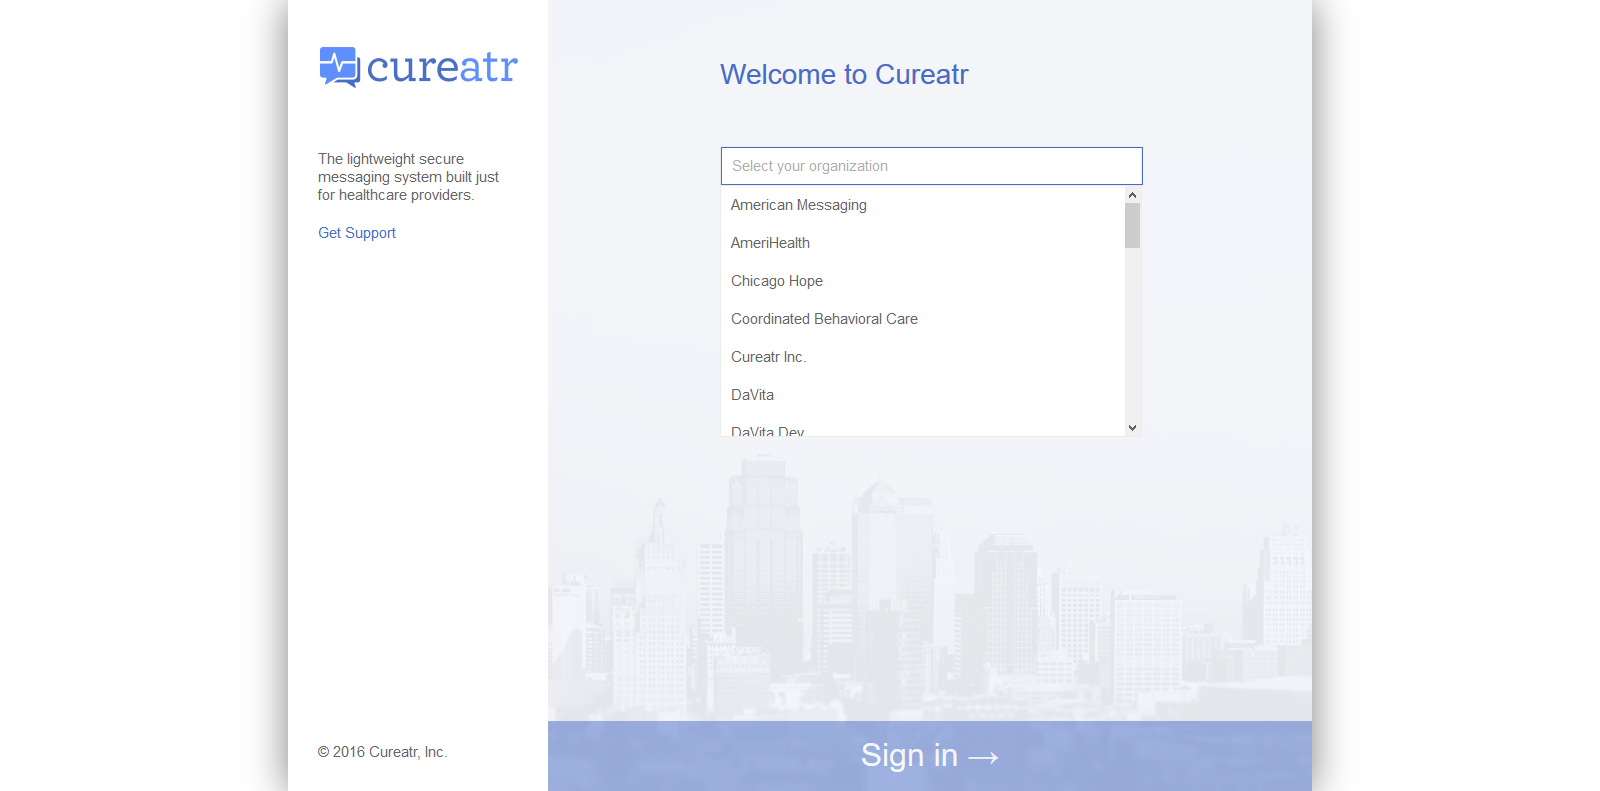 cureatr
The lightweight secure
messaging system built just
for healthcare providers.
Get Support
© 2016 Cureatr, Inc.
Welcome to Cureatr
Select your organization
American Messaging
AmeriHealth
Chicago Hope
Coordinated Behavioral Care
Cureatr Inc.
DaVita
DaVita Dev
Sign in →